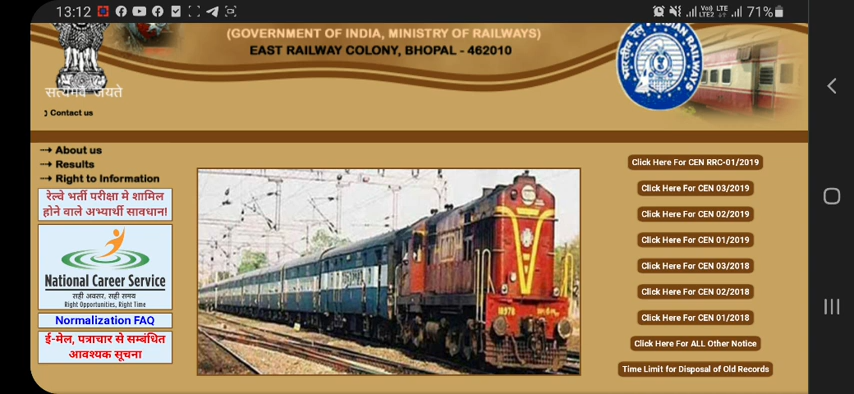 13:12
VoD LTE
LTE2
71%
(GOVERNMENT OF INDIA, MINISTRY OF RAILWAYS)
EAST RAILWAY COLONY, BHOPAL - 462010
सत्यमेव जयते
Contact us
About us
Results
Right to Information
रेल्वे भर्ती परीक्षा मे शामिल
होने वाले अभ्यार्थी सावधान!
National Career Service
सही अवसर, सही समय
Right Opportunities, Right Time
Normalization FAQ
ई-मेल, पत्राचार से सम्बंधित
आवश्यक सूचना
Click Here For CEN RRC-01/2019
Click Here For CEN 03/2019
Click Here For CEN 02/2019
Click Here For CEN 01/2019
Click Here For CEN 03/2018
Click Here For CEN 02/2018
Click Here For CEN 01/2018
Click Here For ALL Other Notice
Time Limit for Disposal of Old Records